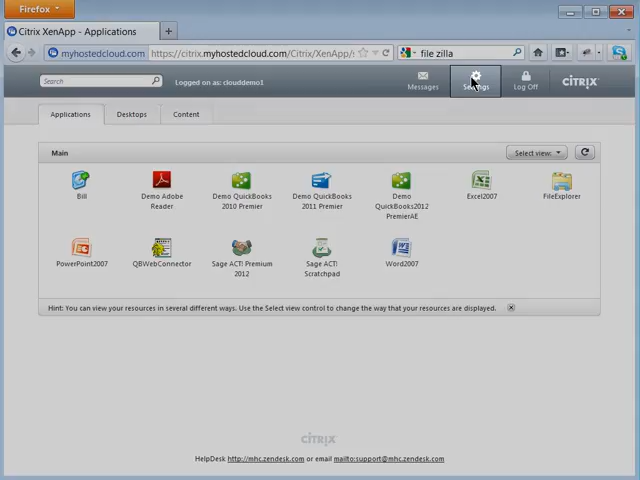 Firefox
Citrix XenApp - Applications
myhostedcloud.com https://citrix.myhostedcloud.com/Citrix/XenApp/s file zilla
Search Logged on as: clouddemo1 Messages Settings Log Off CITRIX
Applications Desktops Content
Main Select view:
Bill
Demo Adobe Reader
Demo QuickBooks 2010 Premier
Demo QuickBooks 2011 Premier
Demo QuickBooks2012 PremierAE
Excel2007
FileExplorer
PowerPoint2007
QBWebConnector
Sage ACT! Premium 2012
Sage ACT! Scratchpad
Word2007
Hint: You can view your resources in several different ways. Use the Select view control to change the way that your resources are displayed.
CITRIX
HelpDesk http://mhc.zendesk.com or email mailto:support@mhc.zendesk.com